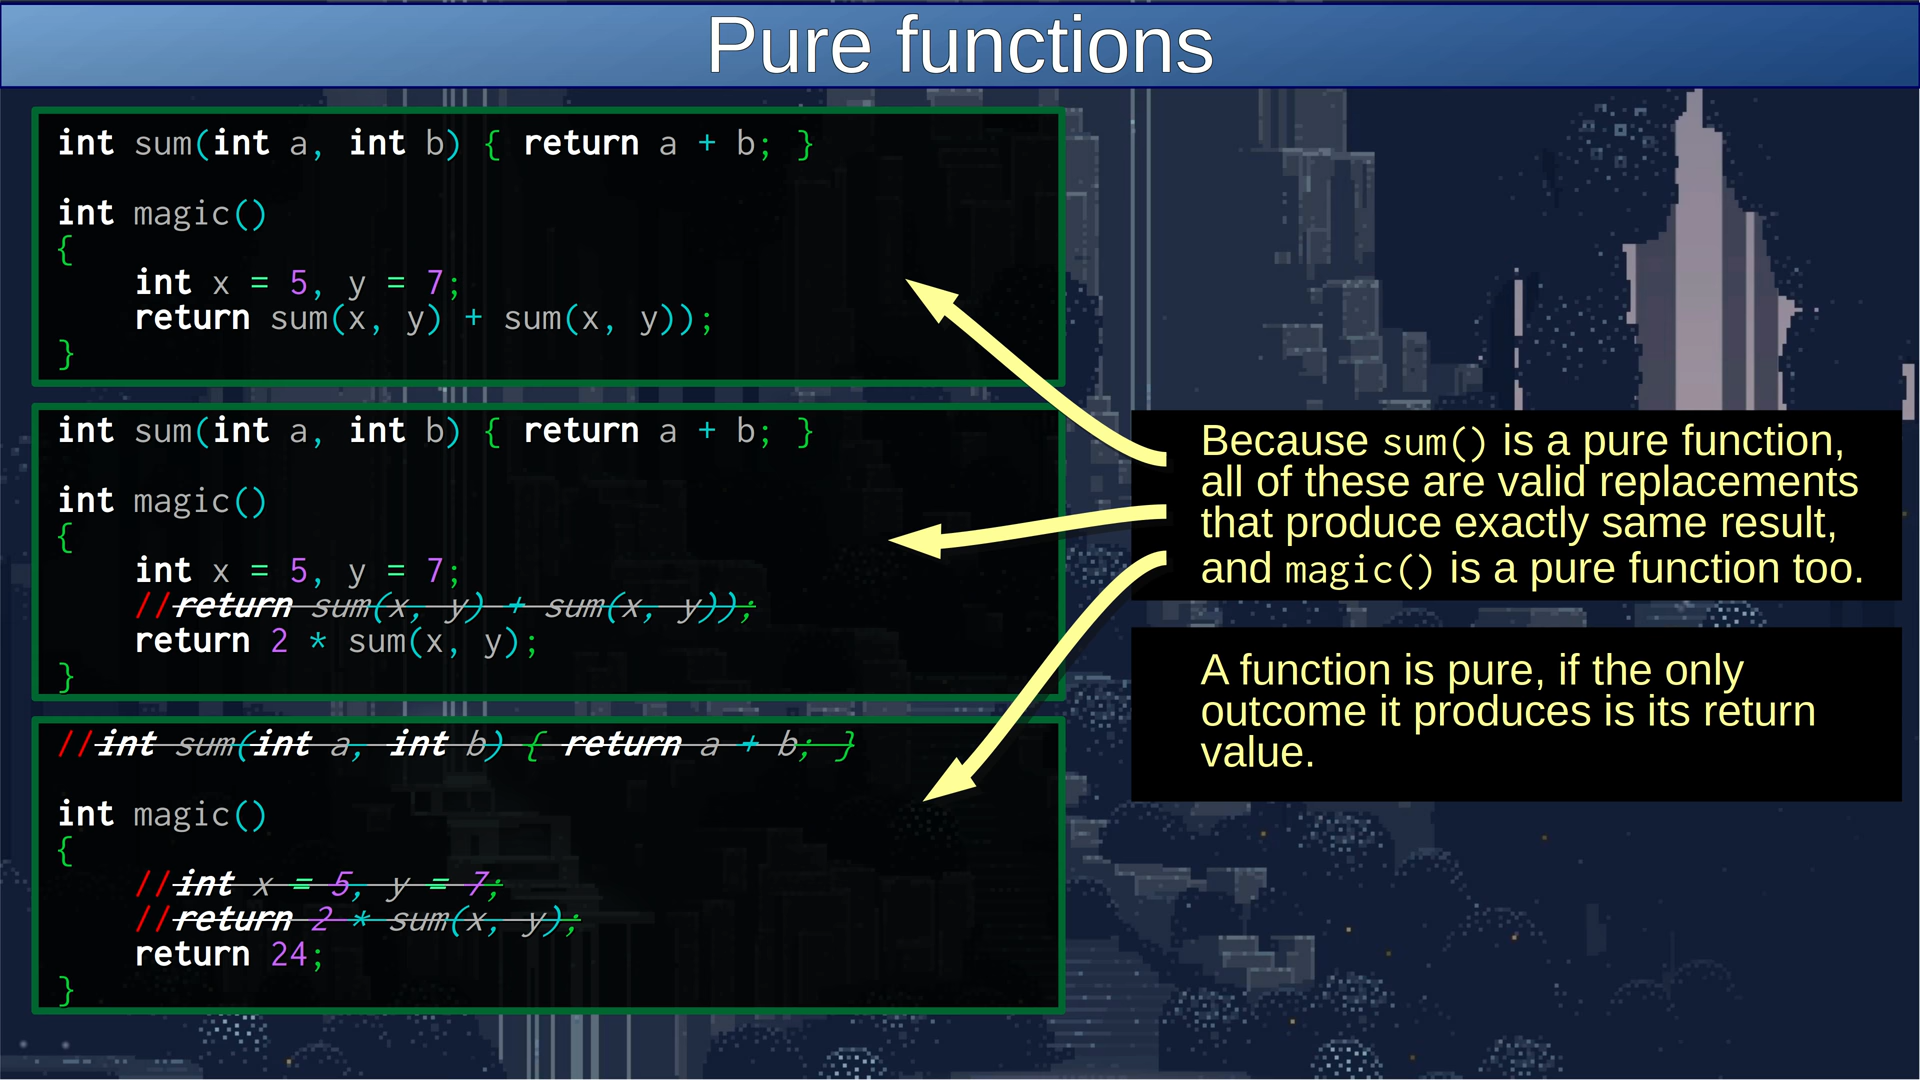 Pure functions
int sum(int a, int b) { return a + b; }
int magic()
{
int x = 5, y = 7;
return sum(x, y) + sum(x, y));
}
int sum(int a, int b) { return a + b; }
int magic()
{
int x = 5, y = 7;
//return sum(x, y) + sum(x, y));
return 2 * sum(x, y);
}
//int sum(int a, int b) { return a + b; }
int magic()
{
//int x = 5, y = 7;
//return 2 * sum(x, y);
return 24;
}
Because sum() is a pure function,
all of these are valid replacements
that produce exactly same result,
and magic() is a pure function too.
A function is pure, if the only
outcome it produces is its return
value.